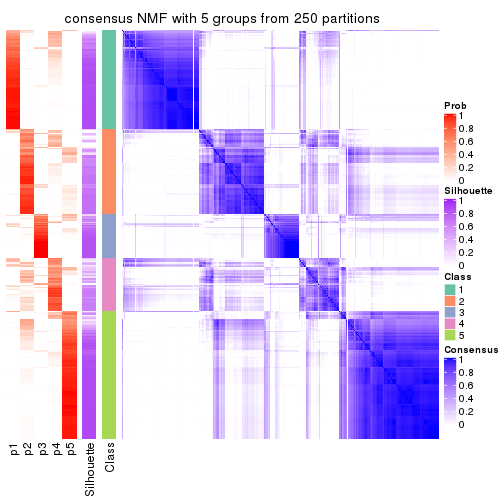 consensus NMF with 5 groups from 250 partitions
Prob
1
0.8
0.6
0.4
0.2
0
Silhouette
1
0.8
0.6
0.4
0.2
0
Class
1
2
3
4
5
Consensus
1
0.8
0.6
0.4
0.2
0
p1
p2
p3
p4
p5
Silhouette
Class